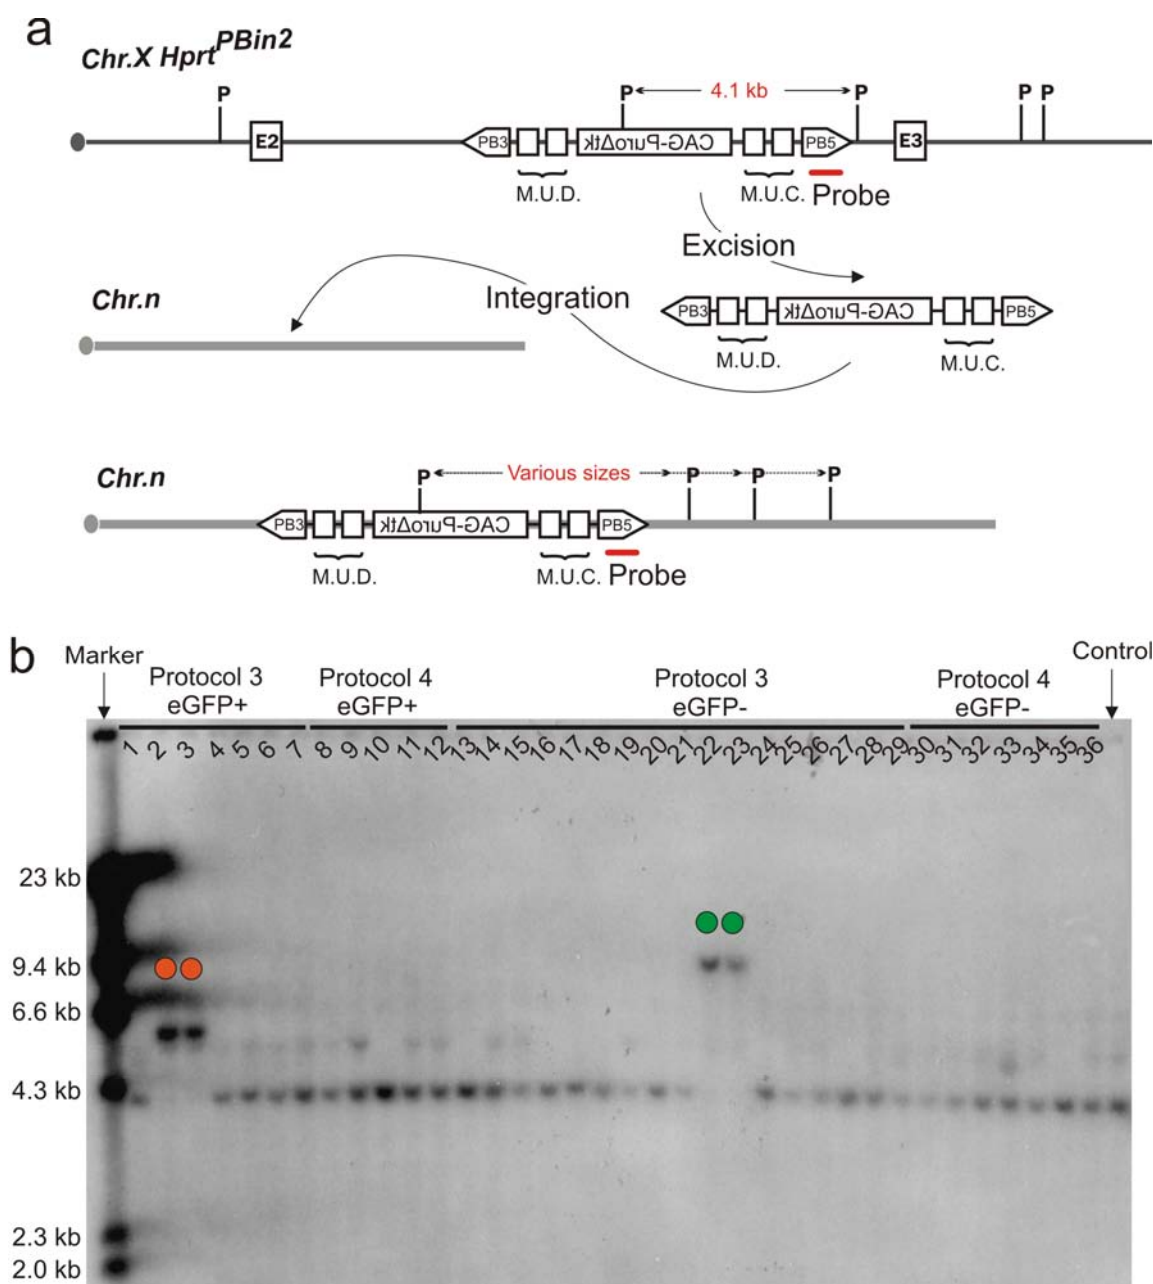 a
Chr.X Hprt^PBin2
P
P 4.1 kb P
P P
E2
PB3
CAG-PuroΔtk
PB5
E3
M.U.D.
M.U.C.
Probe
Excision
Chr.n
Integration
PB3
CAG-PuroΔtk
PB5
M.U.D.
M.U.C.
Chr.n
P Various sizes P P P
PB3
CAG-PuroΔtk
PB5
M.U.D.
M.U.C.
Probe
b
Marker
Control
Protocol 3
eGFP+
Protocol 4
eGFP+
Protocol 3
eGFP-
Protocol 4
eGFP-
1 2 3 4 5 6 7 8 9 10 11 12 13 14 15 16 17 18 19 20 21 22 23 24 25 26 27 28 29 30 31 32 33 34 35 36
23 kb
9.4 kb
6.6 kb
4.3 kb
2.3 kb
2.0 kb